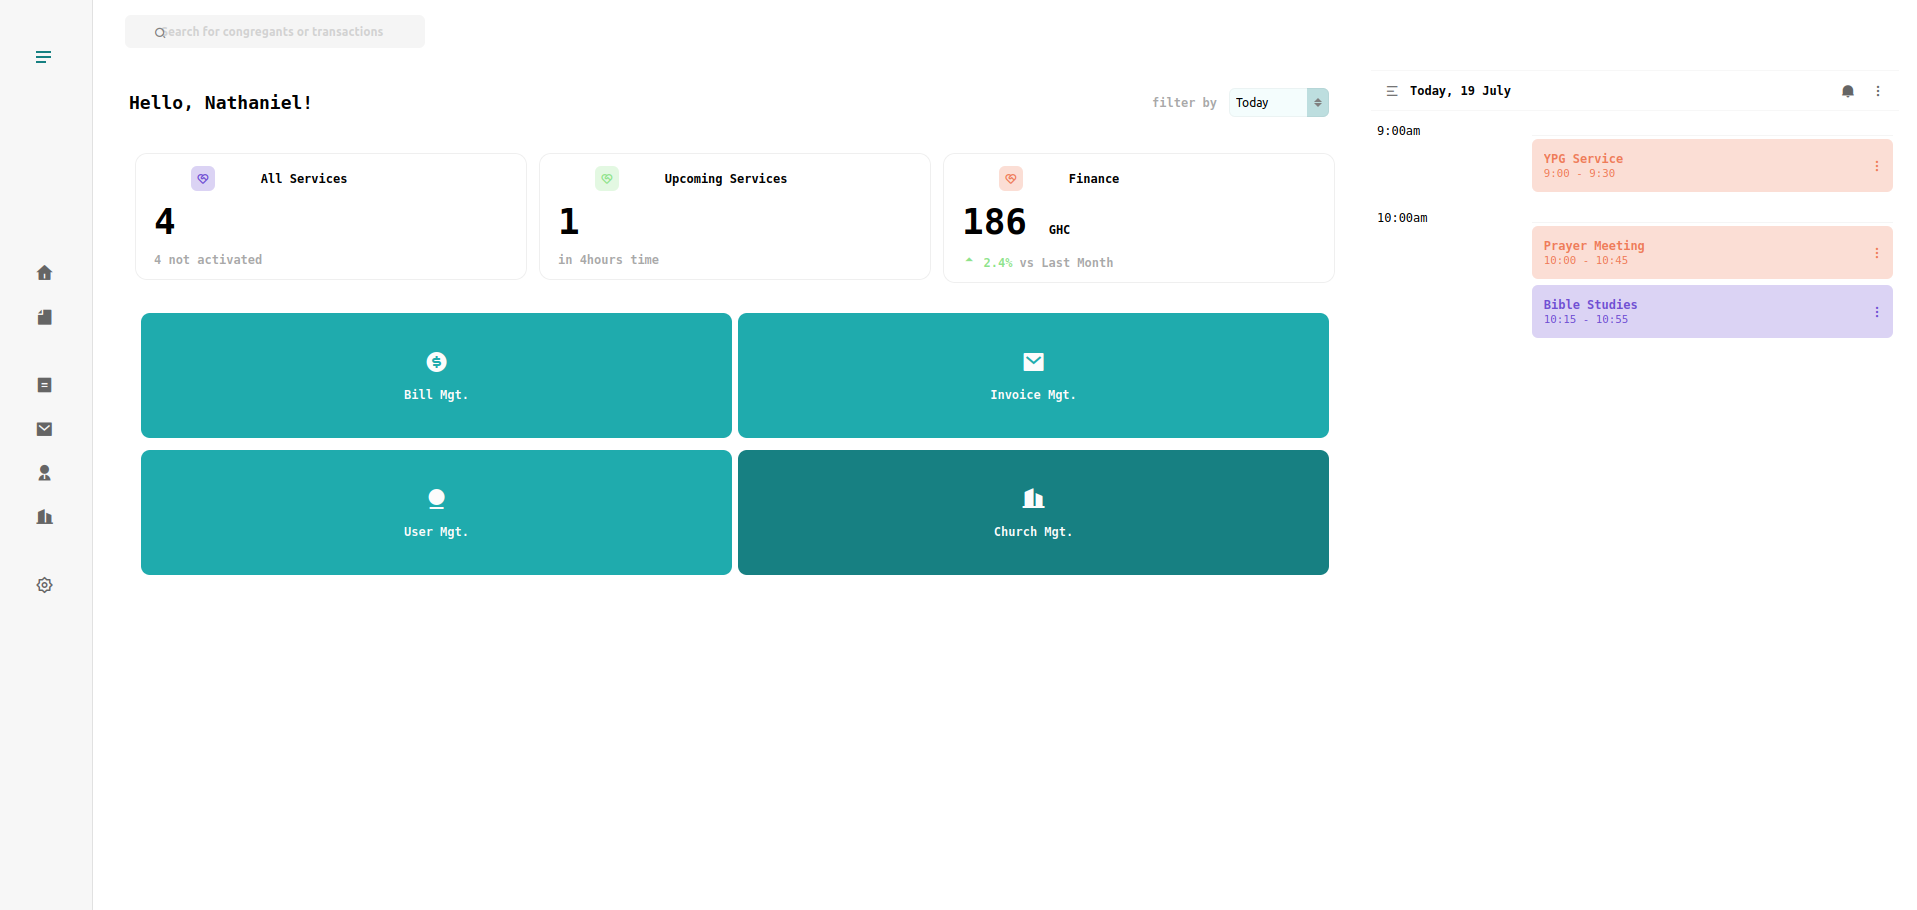 Search for congregants or transactions
Hello, Nathaniel!
filter by
Today
All Services
4
4 not activated
Upcoming Services
1
in 4hours time
Finance
186 GHC
2.4% vs Last Month
Bill Mgt.
Invoice Mgt.
User Mgt.
Church Mgt.
Today, 19 July
9:00am
YPG Service
9:00 - 9:30
10:00am
Prayer Meeting
10:00 - 10:45
Bible Studies
10:15 - 10:55